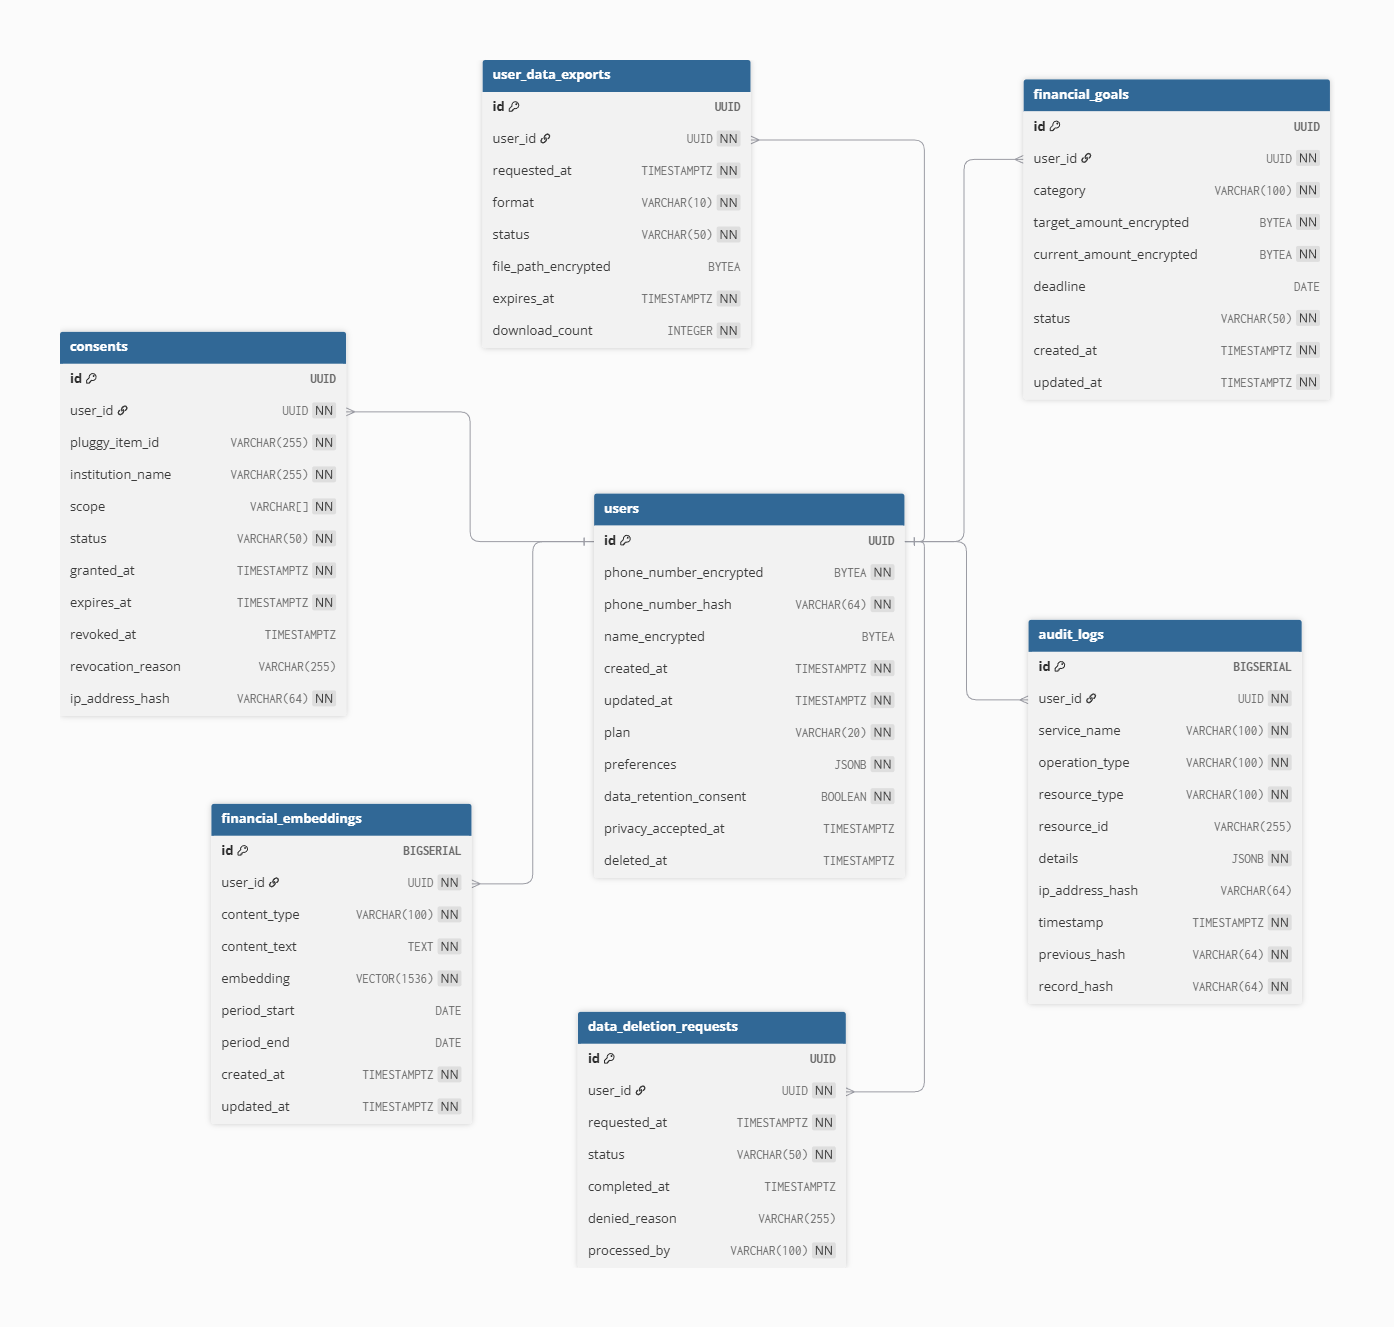 user_data_exports
id UUID
user_id UUID NN
requested_at TIMESTAMPTZ NN
format VARCHAR(10) NN
status VARCHAR(50) NN
file_path_encrypted BYTEA
expires_at TIMESTAMPTZ NN
download_count INTEGER NN
financial_goals
id UUID
user_id UUID NN
category VARCHAR(100) NN
target_amount_encrypted BYTEA NN
current_amount_encrypted BYTEA NN
deadline DATE
status VARCHAR(50) NN
created_at TIMESTAMPTZ NN
updated_at TIMESTAMPTZ NN
consents
id UUID
user_id UUID NN
pluggy_item_id VARCHAR(255) NN
institution_name VARCHAR(255) NN
scope VARCHAR[] NN
status VARCHAR(50) NN
granted_at TIMESTAMPTZ NN
expires_at TIMESTAMPTZ NN
revoked_at TIMESTAMPTZ
revocation_reason VARCHAR(255)
ip_address_hash VARCHAR(64) NN
users
id UUID
phone_number_encrypted BYTEA NN
phone_number_hash VARCHAR(64) NN
name_encrypted BYTEA
created_at TIMESTAMPTZ NN
updated_at TIMESTAMPTZ NN
plan VARCHAR(20) NN
preferences JSONB NN
data_retention_consent BOOLEAN NN
privacy_accepted_at TIMESTAMPTZ
deleted_at TIMESTAMPTZ
audit_logs
id BIGSERIAL
user_id UUID NN
service_name VARCHAR(100) NN
operation_type VARCHAR(100) NN
resource_type VARCHAR(100) NN
resource_id VARCHAR(255)
details JSONB NN
ip_address_hash VARCHAR(64)
timestamp TIMESTAMPTZ NN
previous_hash VARCHAR(64) NN
record_hash VARCHAR(64) NN
financial_embeddings
id BIGSERIAL
user_id UUID NN
content_type VARCHAR(100) NN
content_text TEXT NN
embedding VECTOR(1536) NN
period_start DATE
period_end DATE
created_at TIMESTAMPTZ NN
updated_at TIMESTAMPTZ NN
data_deletion_requests
id UUID
user_id UUID NN
requested_at TIMESTAMPTZ NN
status VARCHAR(50) NN
completed_at TIMESTAMPTZ
denied_reason VARCHAR(255)
processed_by VARCHAR(100) NN